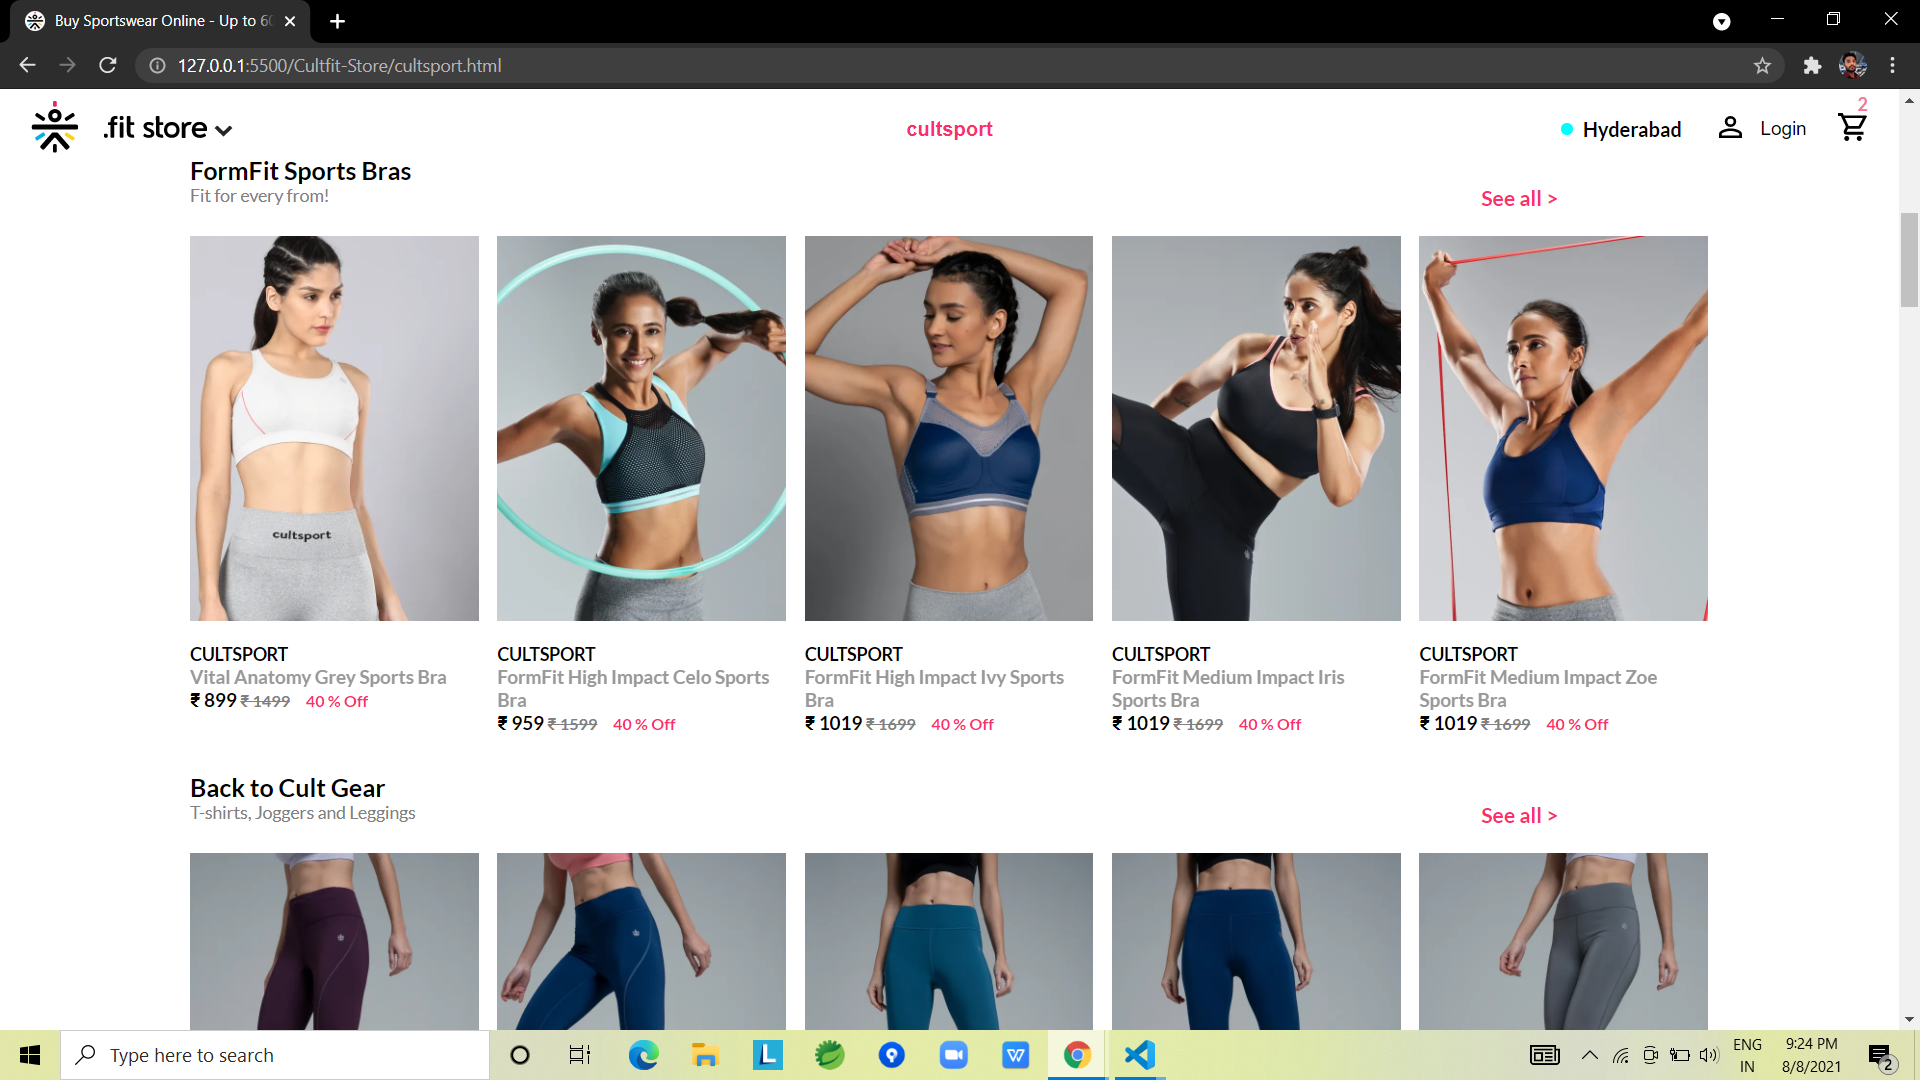 Buy Sportswear Online - Up to 60
127.0.0.1:5500/Cultfit-Store/cultsport.html
.fit store
cultsport
Hyderabad
Login
2
FormFit Sports Bras
Fit for every from!
See all >
cultsport
CULTSPORT
Vital Anatomy Grey Sports Bra
₹ 899 ₹ 1499 40 % Off
CULTSPORT
FormFit High Impact Celo Sports
Bra
₹ 959 ₹ 1599 40 % Off
CULTSPORT
FormFit High Impact Ivy Sports
Bra
₹ 1019 ₹ 1699 40 % Off
CULTSPORT
FormFit Medium Impact Iris
Sports Bra
₹ 1019 ₹ 1699 40 % Off
CULTSPORT
FormFit Medium Impact Zoe
Sports Bra
₹ 1019 ₹ 1699 40 % Off
Back to Cult Gear
T-shirts, Joggers and Leggings
See all >
Type here to search
L
W
ENG
IN
9:24 PM
8/8/2021
2